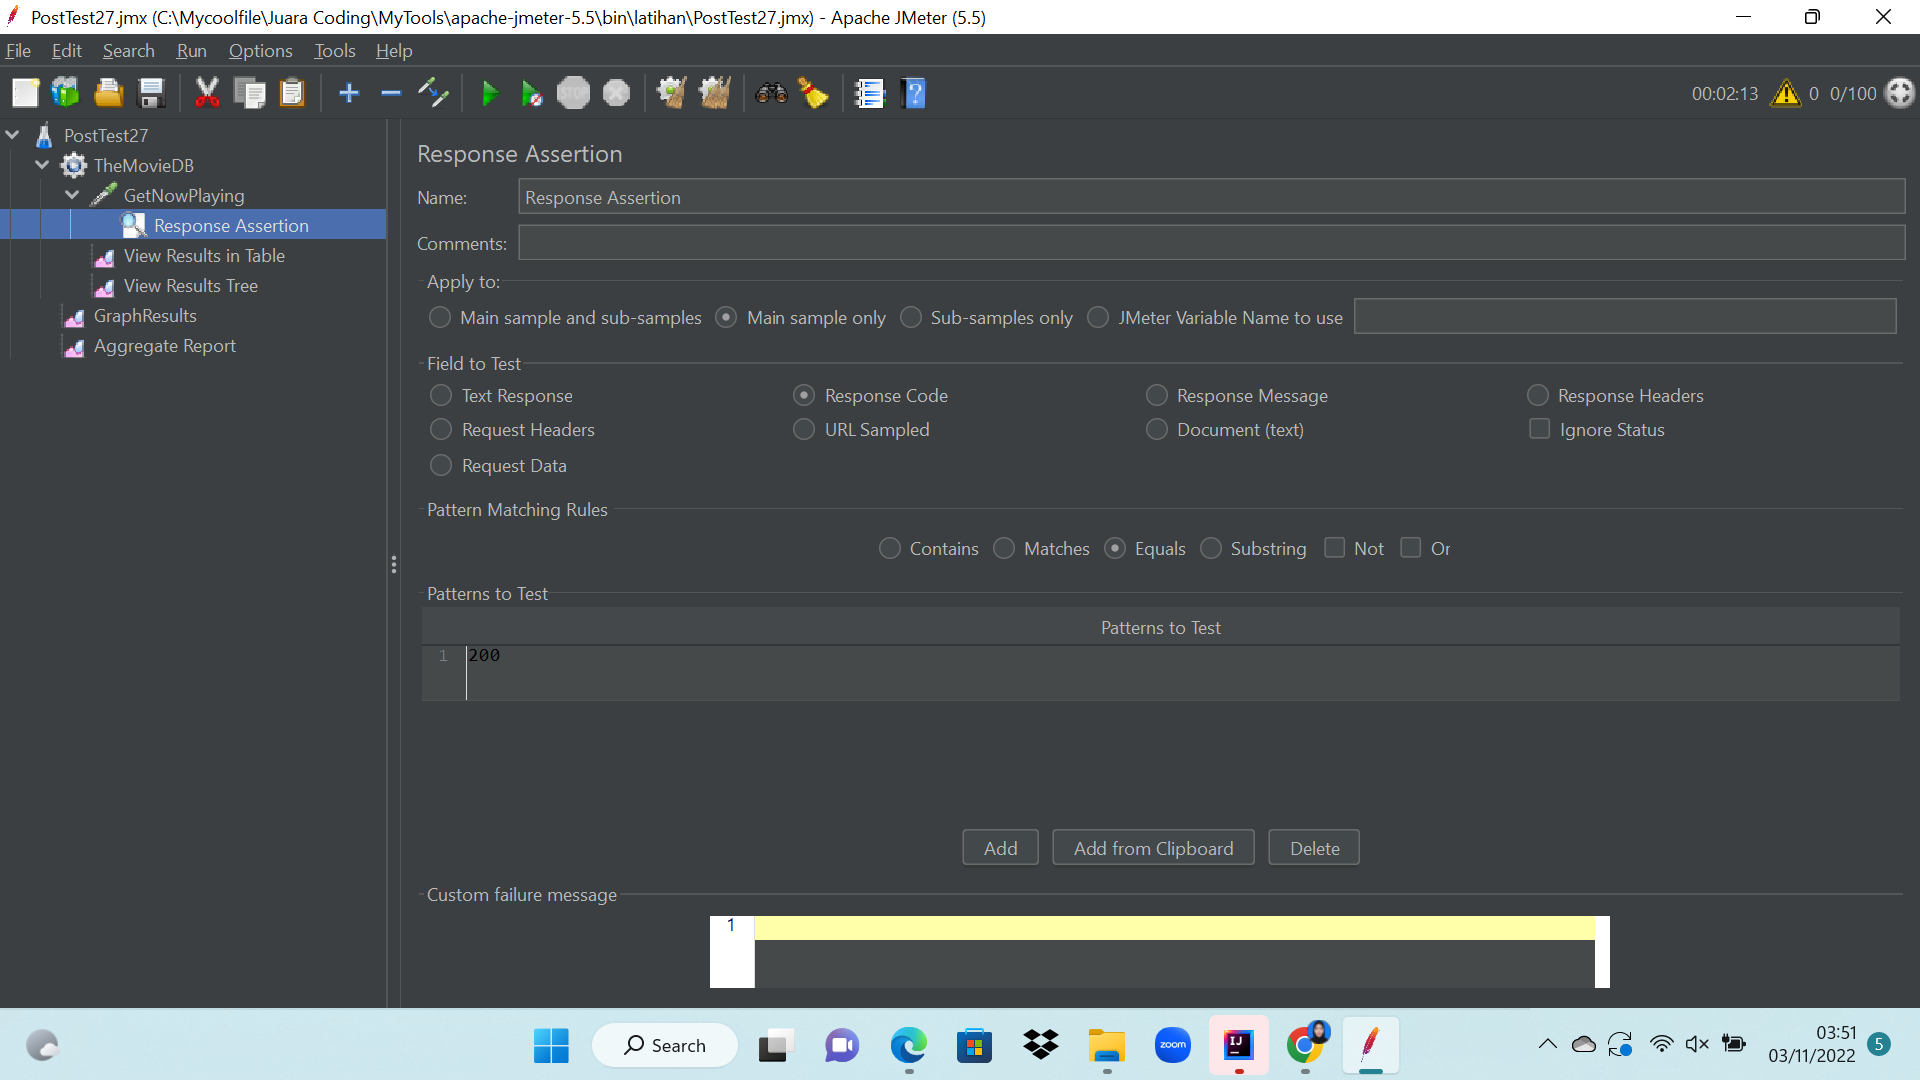 PostTest27.jmx (C:\Mycoolfile\Juara Coding\MyTools\apache-jmeter-5.5\bin\latihan\PostTest27.jmx) - Apache JMeter (5.5)
File Edit Search Run Options Tools Help
STOP
00:02:13 0 0/100
PostTest27
TheMovieDB
GetNowPlaying
Response Assertion
View Results in Table
View Results Tree
GraphResults
Aggregate Report
Response Assertion
Name: Response Assertion
Comments:
Apply to:
Main sample and sub-samples Main sample only Sub-samples only JMeter Variable Name to use
Field to Test
Text Response Response Code Response Message Response Headers
Request Headers URL Sampled Document (text) Ignore Status
Request Data
Pattern Matching Rules
Contains Matches Equals Substring Not Or
Patterns to Test
Patterns to Test
1 200
Add Add from Clipboard Delete
Custom failure message
1
Search
zoom
IJ
03:51
03/11/2022
5